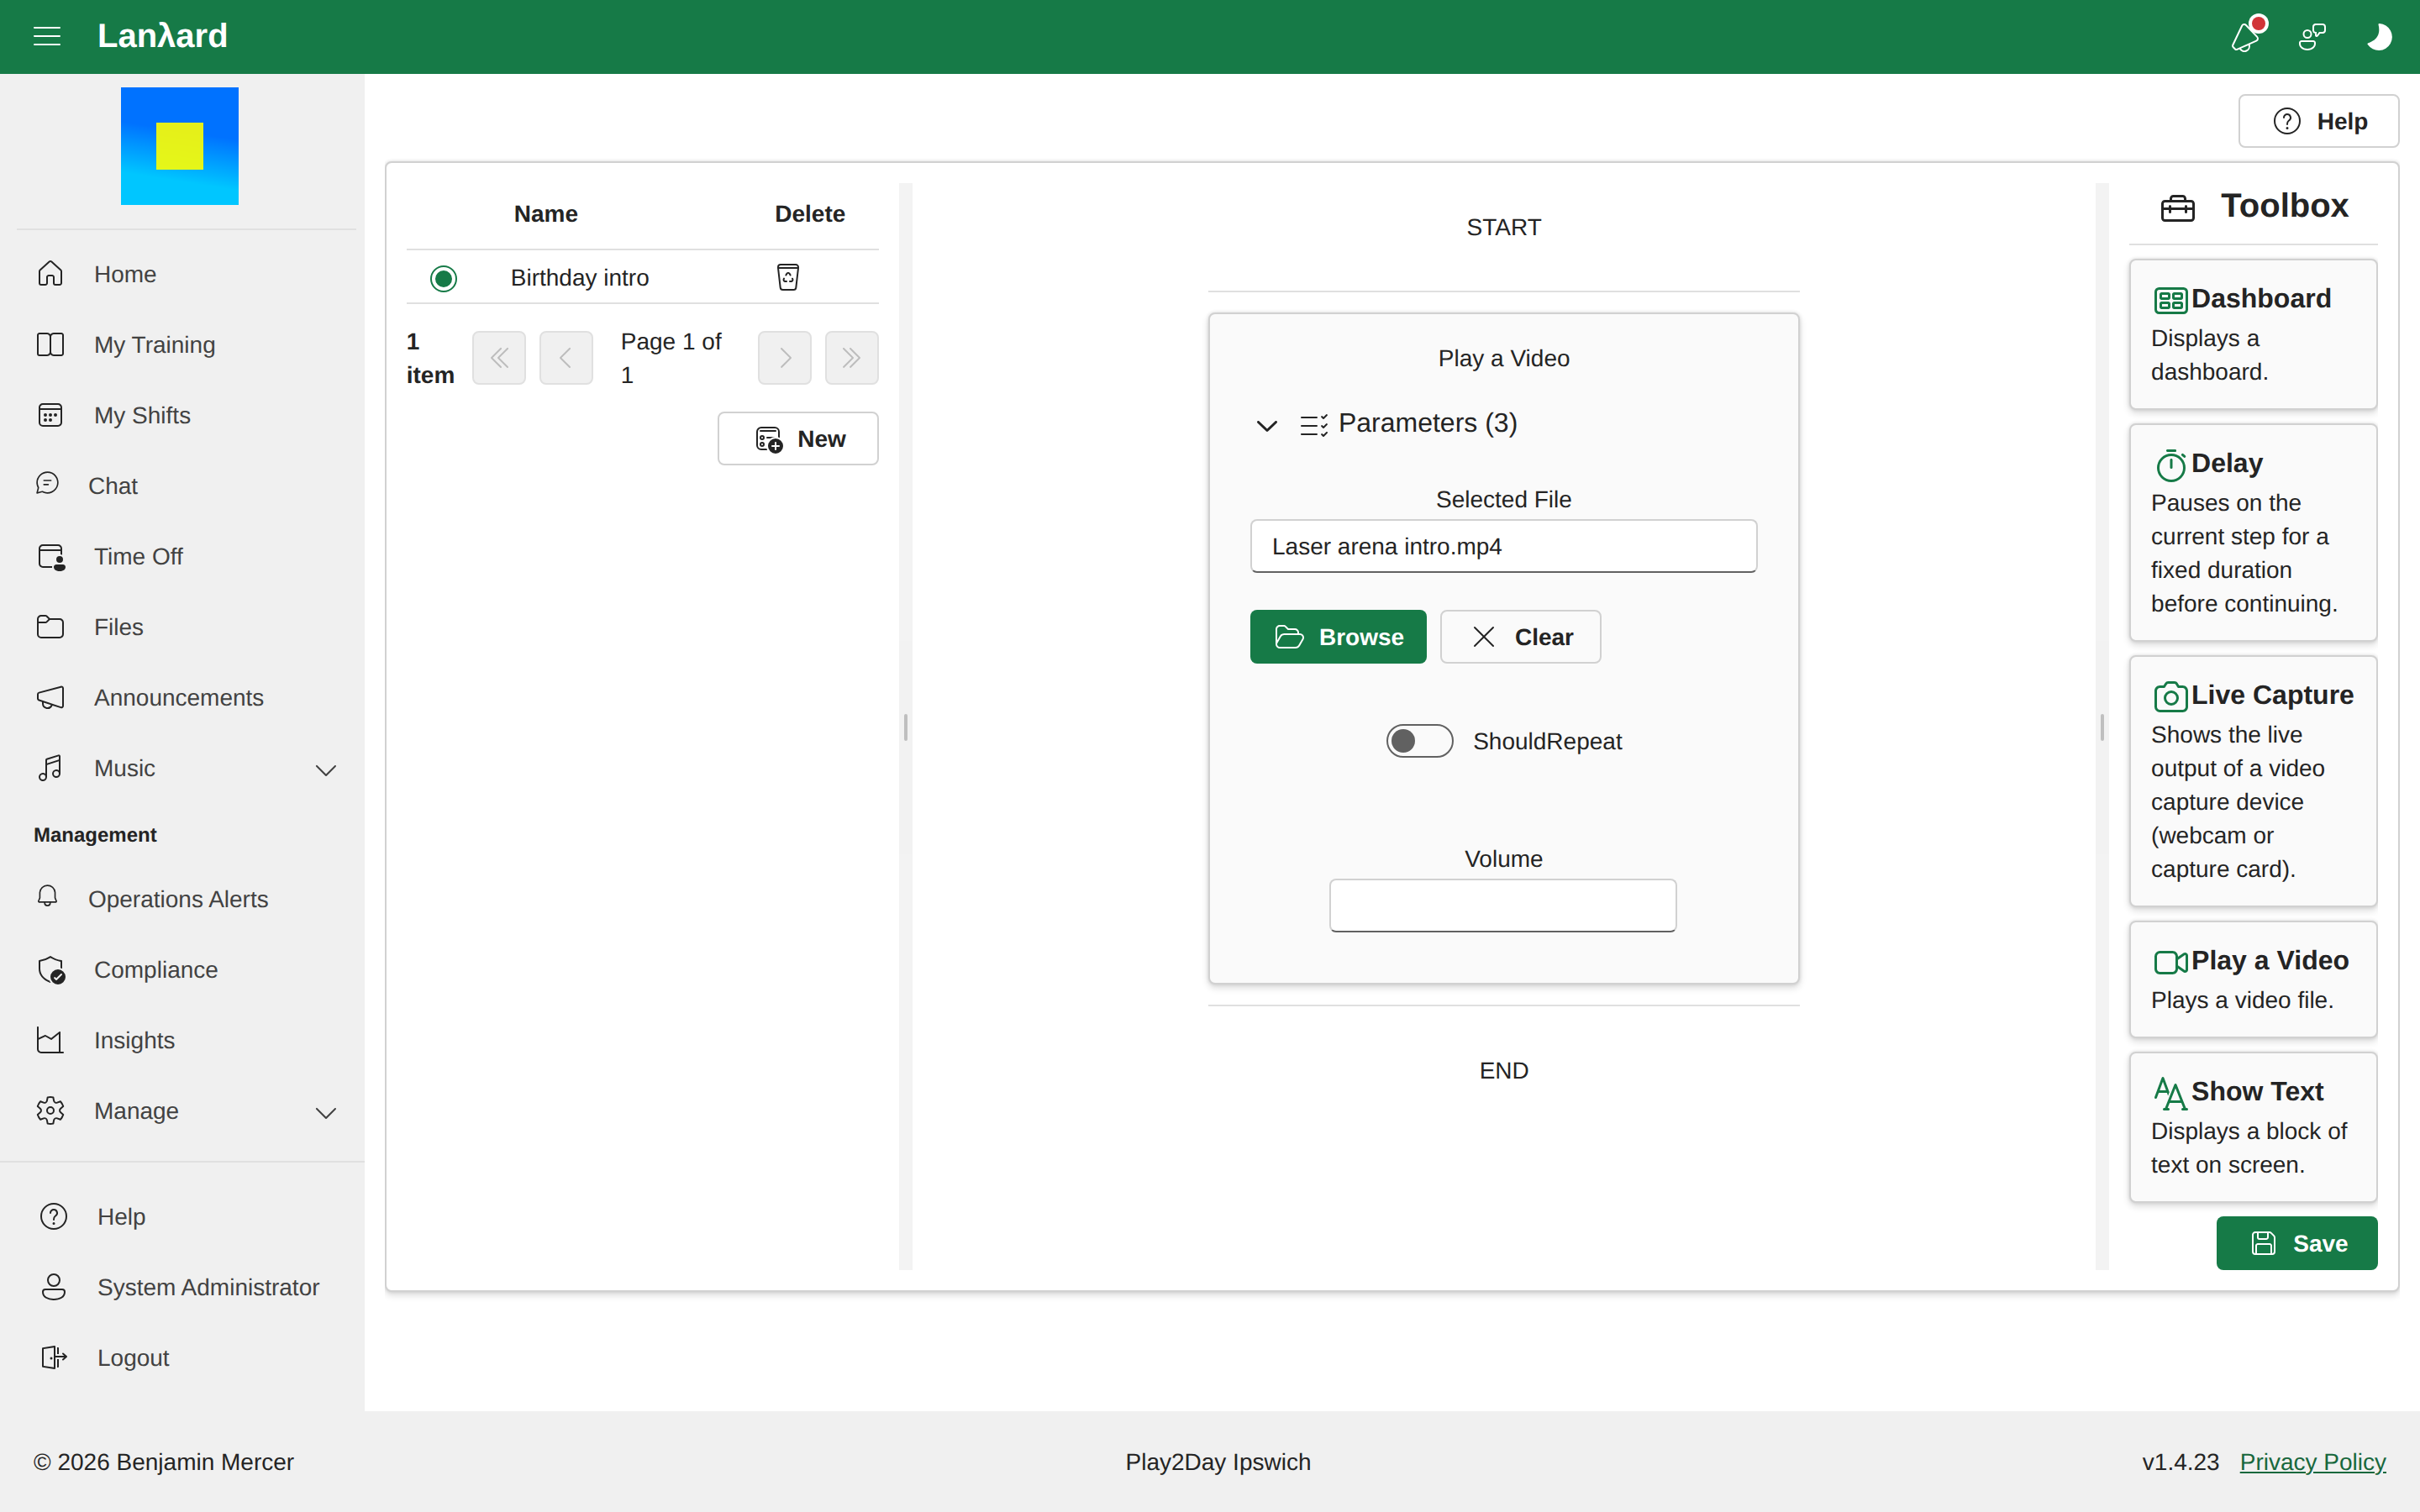 Lanλard
Help
Home
My Training
My Shifts
Chat
Time Off
Files
Announcements
Music
Management
Operations Alerts
Compliance
Insights
Manage
Help
System Administrator
Logout
Name
Delete
Birthday intro
1
item
Page 1 of
1
New
START
Play a Video
Parameters (3)
Selected File
Laser arena intro.mp4
Browse
Clear
ShouldRepeat
Volume
END
Toolbox
Dashboard
Displays a
dashboard.
Delay
Pauses on the
current step for a
fixed duration
before continuing.
Live Capture
Shows the live
output of a video
capture device
(webcam or
capture card).
Play a Video
Plays a video file.
Show Text
Displays a block of
text on screen.
Save
© 2026 Benjamin Mercer
Play2Day Ipswich
v1.4.23
Privacy Policy